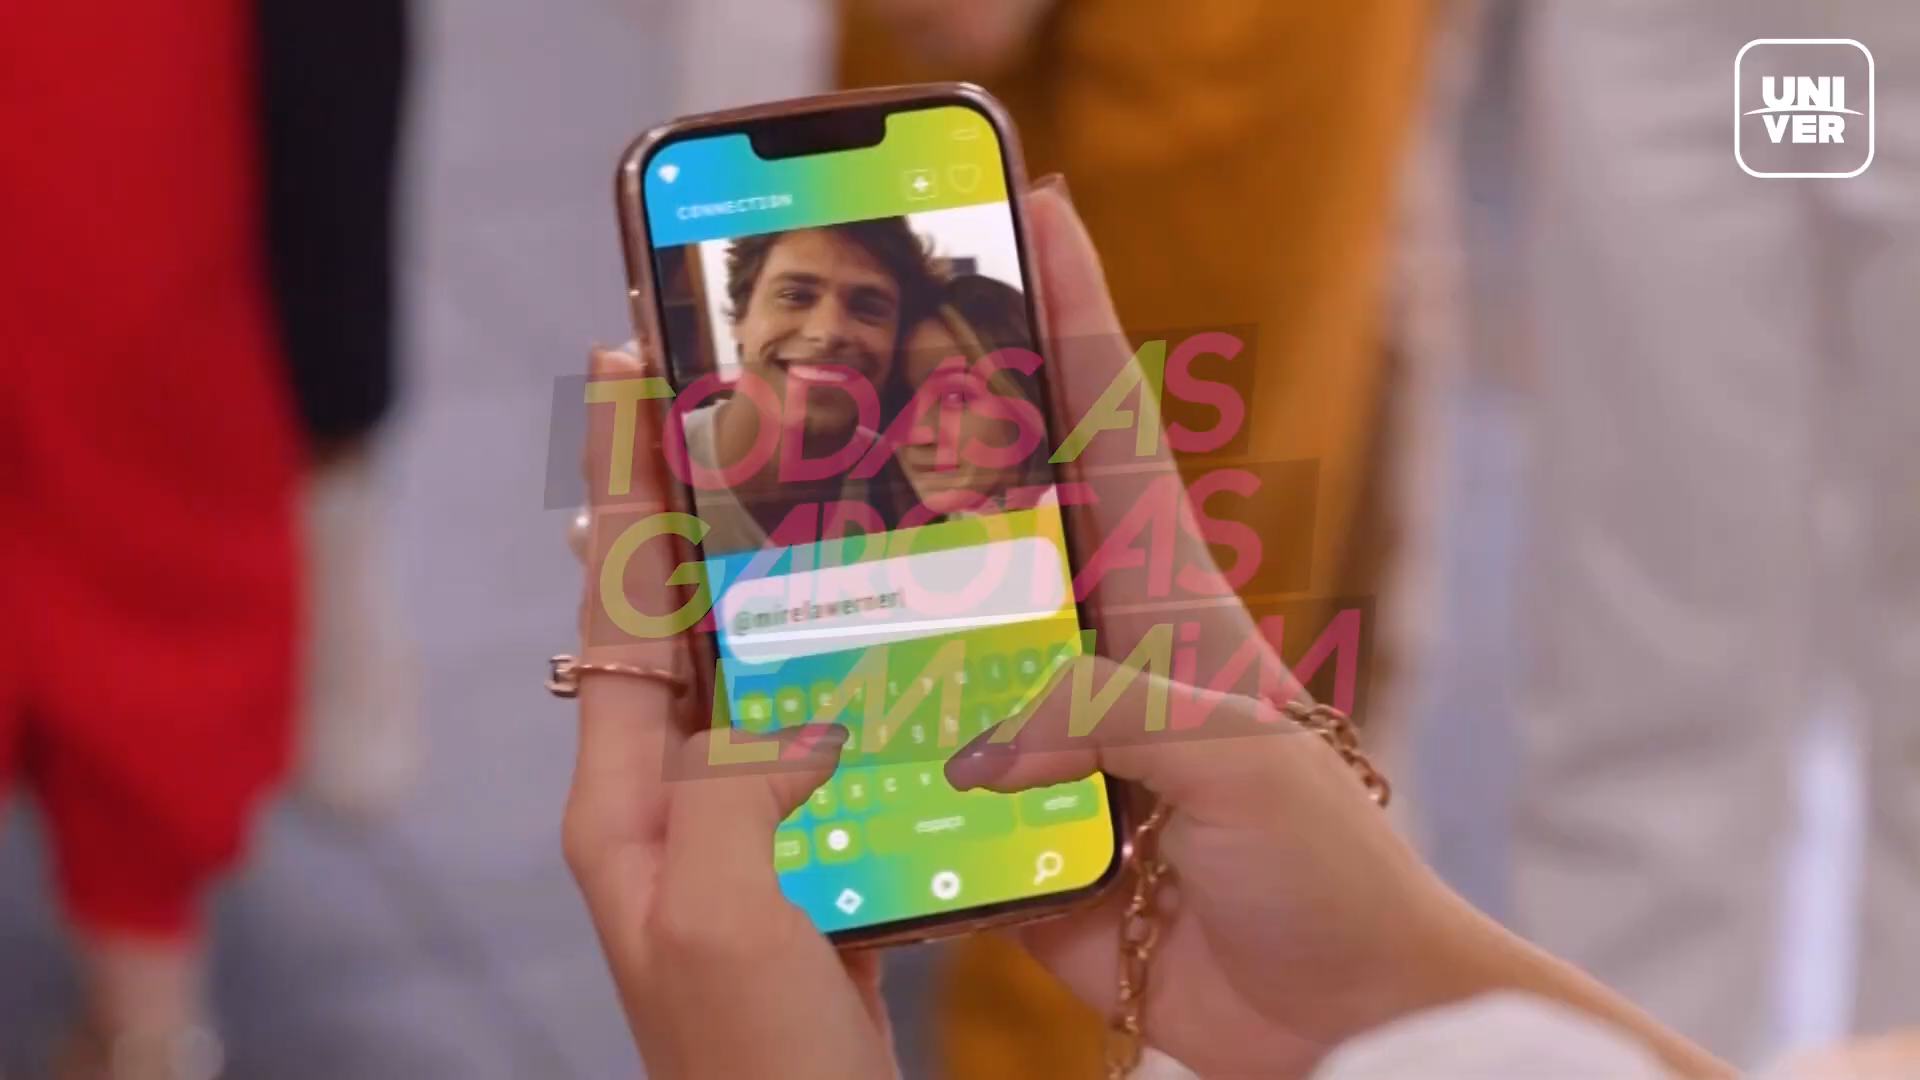 UNI
VER
CONNECTION
TODAS AS
GAROTAS
EM MiM
@mirelawerner
espaço
enter